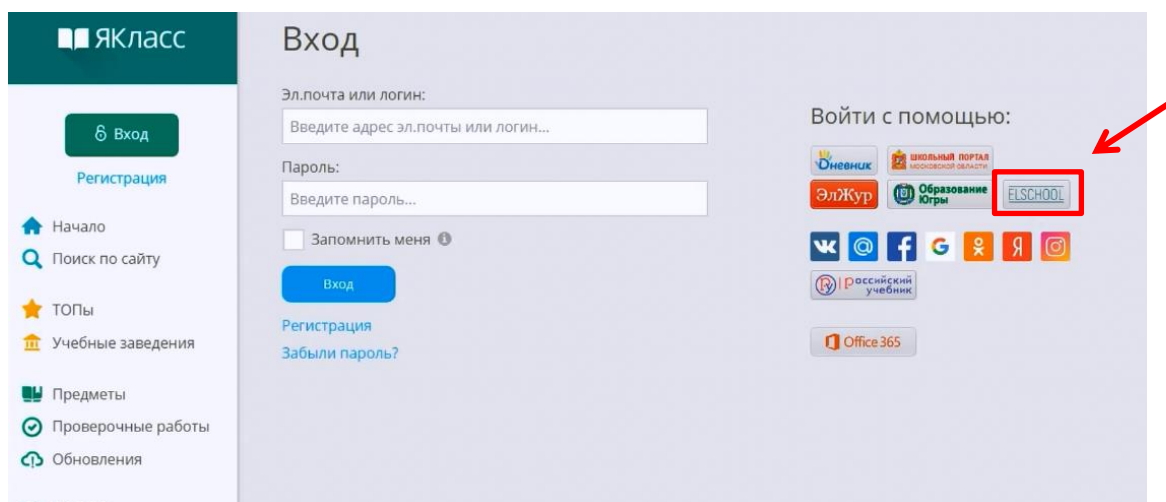 ЯКласс
Вход
Регистрация
Начало
Поиск по сайту
ТОПы
Учебные заведения
Предметы
Проверочные работы
Обновления
Вход
Эл.почта или логин:
Введите адрес эл.почты или логин...
Пароль:
Введите пароль...
Запомнить меня
Вход
Регистрация
Забыли пароль?
Войти с помощью:
Дневник
ШКОЛЬНЫЙ ПОРТАЛ
МОСКОВСКОЙ ОБЛАСТИ
ЭлЖур
Образование
Югры
ELSCHOOL
Российский
учебник
Office 365